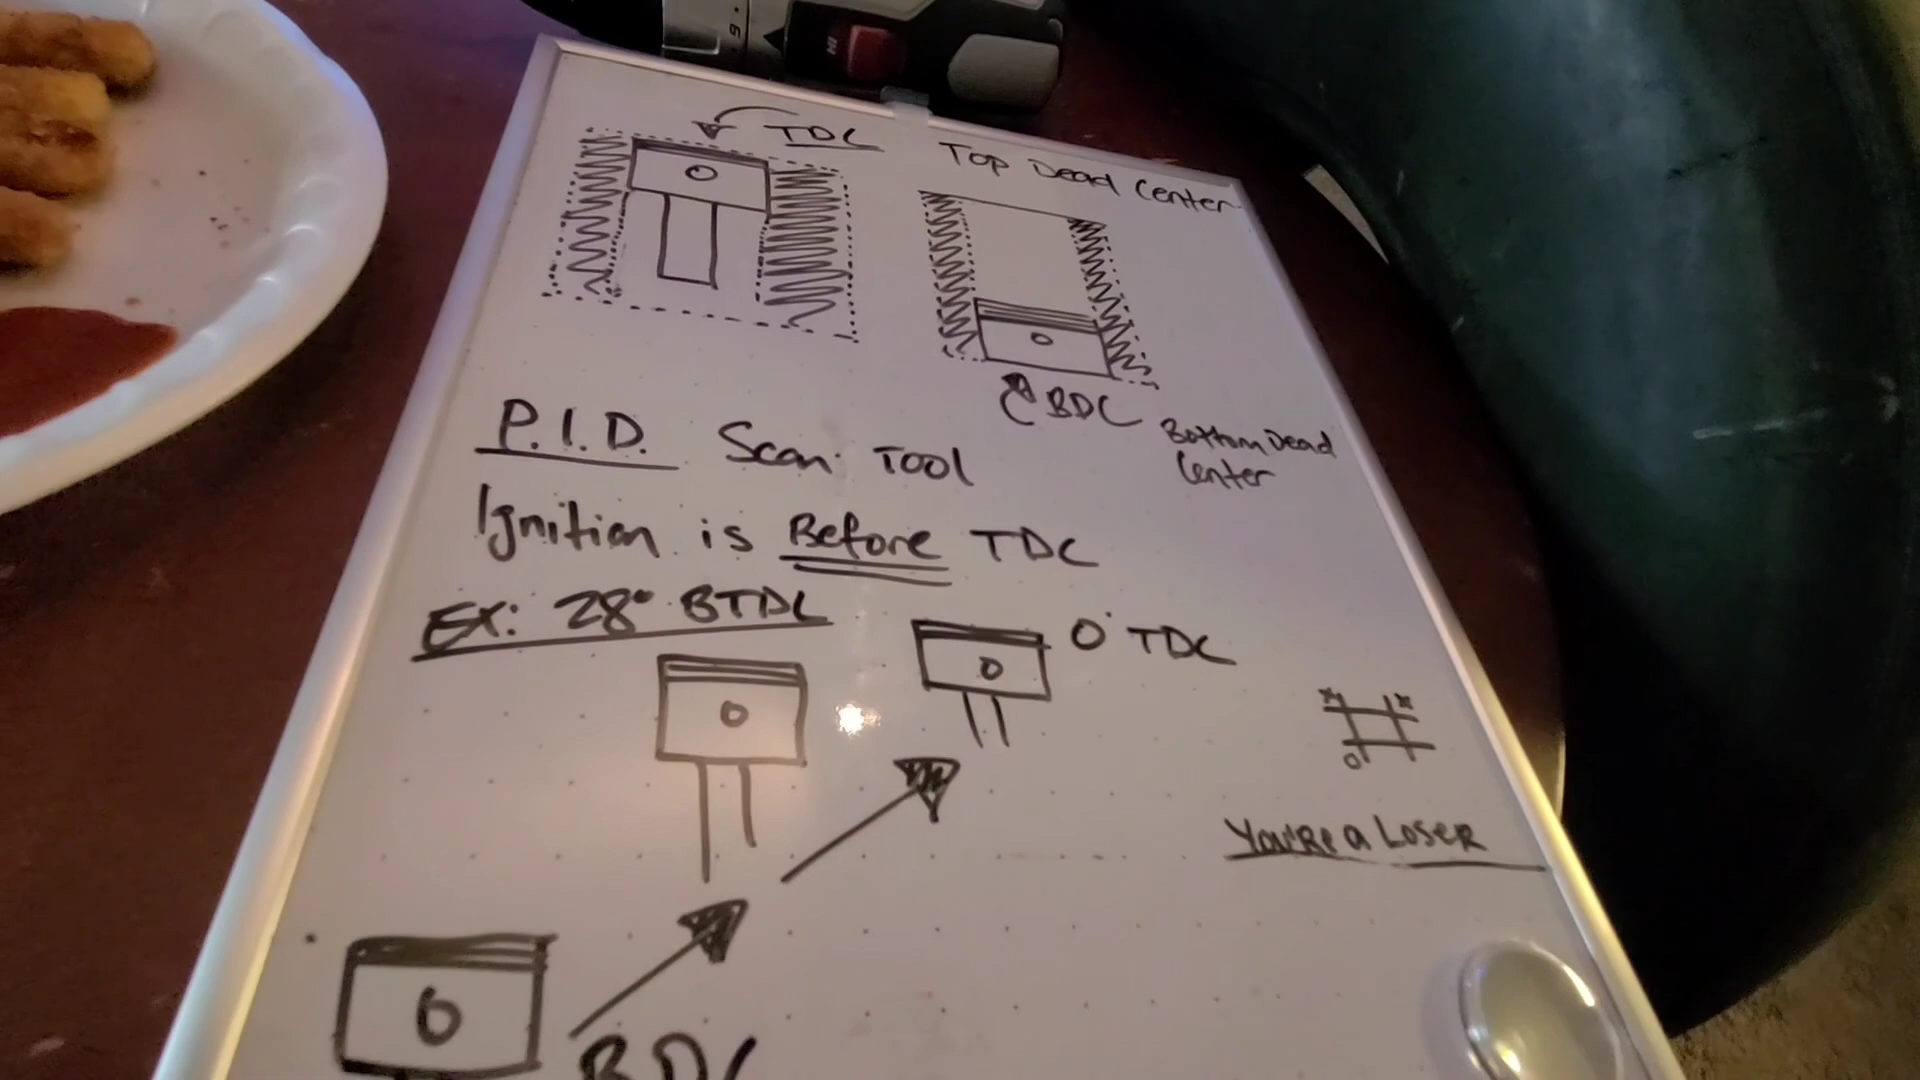 TDC Top Dead Center
BDC Bottom Dead
Center
P.I.D. Scan Tool
Ignition is Before TDC
Ex: 28° BTDC
0° TDC
X X
O
You're a Loser
BDC